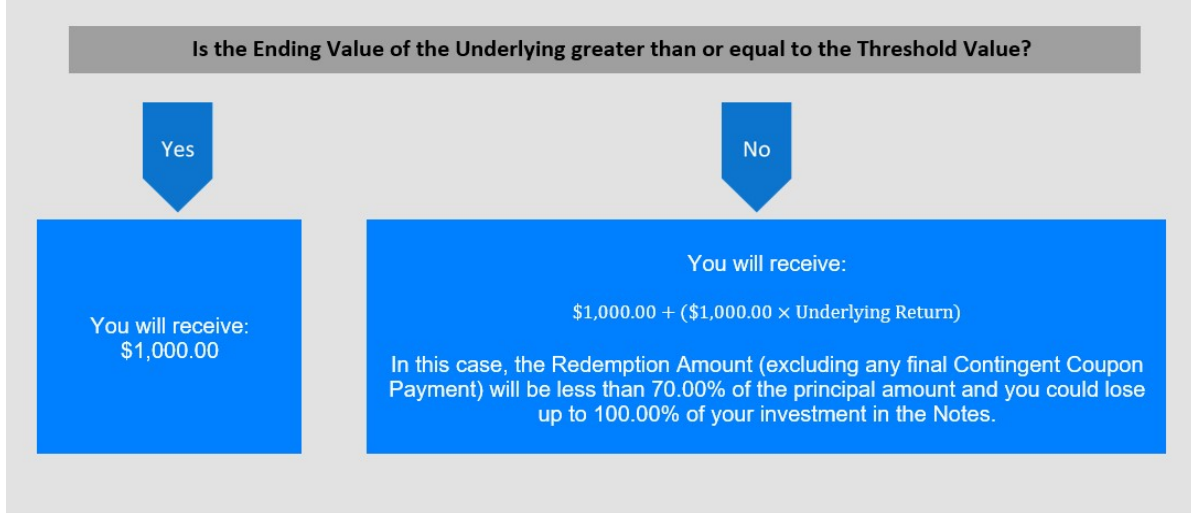 Is the Ending Value of the Underlying greater than or equal to the Threshold Value?
Yes
No
You will receive:
$1,000.00
You will receive:
$1,000.00 + ($1,000.00 × Underlying Return)
In this case, the Redemption Amount (excluding any final Contingent Coupon
Payment) will be less than 70.00% of the principal amount and you could lose
up to 100.00% of your investment in the Notes.